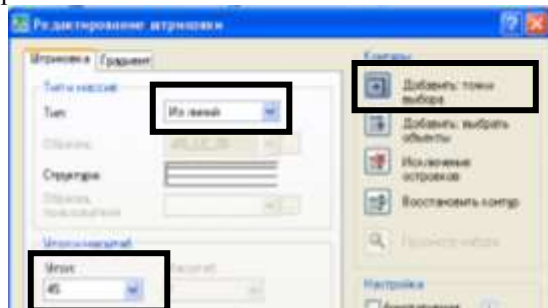 Редактирование штриховки
Штриховка Градиент
Контуры
Тип и массив
Тип: Из линий
Образец:
Структура:
Образец пользователя:
Добавить: точки выбора
Добавить: выбрать объекты
Исключение островков
Восстановить контур
Просмотр выбора
Угол и масштаб
Угол: Масштаб:
45
Настройка